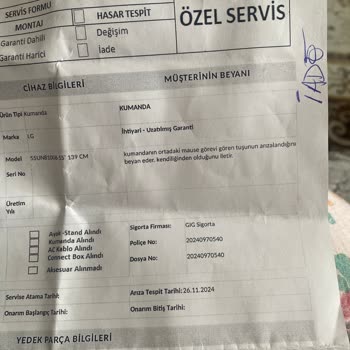 SERVİS FORMU
HASAR TESPİT
ÖZEL SERVİS
MONTAJ
Değişim
Garanti Dahili
Garanti Harici
İade
İADE
CİHAZ BİLGİLERİ
MÜŞTERİNİN BEYANI
Ürün Tipi Kumanda
KUMANDA
Marka LG
İhtiyari - Uzatılmış Garanti
Model
139 CM
kumandanın ortadaki mause görevi gören tuşunun arızalandığını
beyan eder, kendiliğinden olduğunu iletir.
Seri No
Üretim
Yılı
Ayak-Stand Alındı
Kumanda Alındı
AC Kablo Alındı
Connect Box Alındı
Aksesuar Alınmadı
Sigorta Firması: GIG Sigorta
Poliçe No: 20240970540
Dosya No: 20240970540
Servise Atama Tarihi:
Arıza Tespit Tarihi: 26.11.2024
Onarım Başlangıç Tarihi:
Onarım Bitiş Tarihi:
YEDEK PARÇA BİLGİLERİ